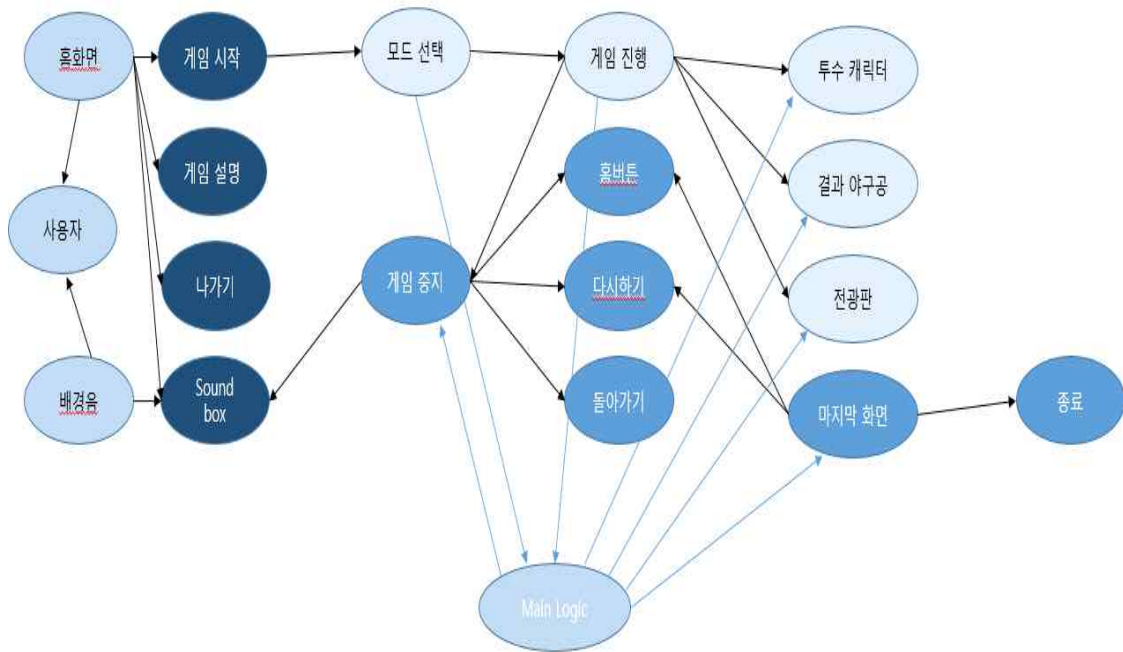 홈화면
게임 시작
모드 선택
게임 진행
투수 캐릭터
게임 설명
홈버튼
결과 야구공
사용자
나가기
게임 중지
다시하기
전광판
배경음
Sound
box
돌아가기
마지막 화면
종료
Main Logic